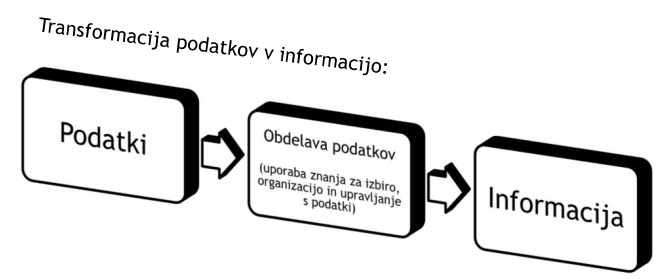 Transformacija podatkov v informacijo:
Podatki
Obdelava podatkov
(uporaba znanja za izbiro,
organizacijo in upravljanje
s podatki)
Informacija